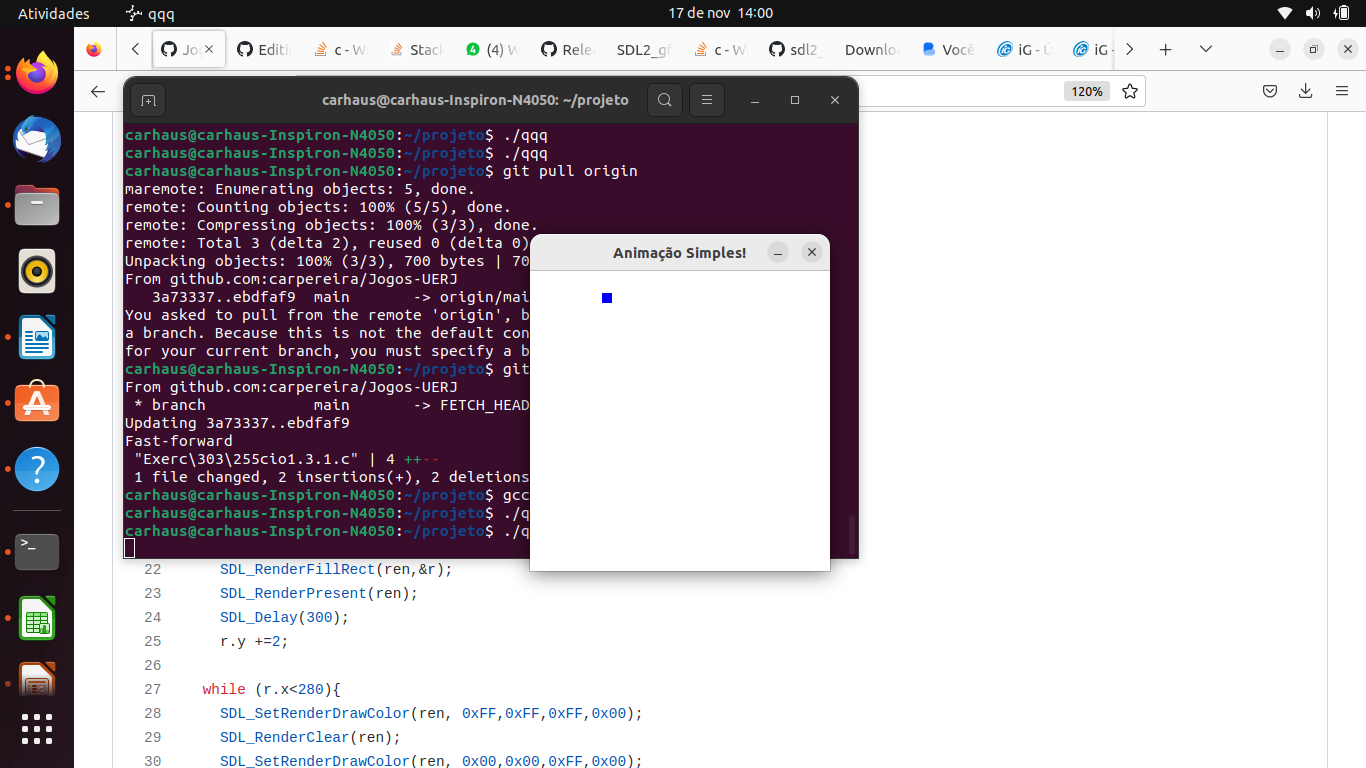 Atividades
qqq
17 de nov 14:00
Jo
Editi
c - W
Stack
(4) W
Rele
SDL2_gf
c - W
sdl2_
Downlo
Você
iG - Ú
iG -
120%
carhaus@carhaus-Inspiron-N4050: ~/projeto
carhaus@carhaus-Inspiron-N4050:~/projeto$ ./qqq
carhaus@carhaus-Inspiron-N4050:~/projeto$ ./qqq
carhaus@carhaus-Inspiron-N4050:~/projeto$ git pull origin
maremote: Enumerating objects: 5, done.
remote: Counting objects: 100% (5/5), done.
remote: Compressing objects: 100% (3/3), done.
remote: Total 3 (delta 2), reused 0 (delta 0)
Unpacking objects: 100% (3/3), 700 bytes | 70
From github.com:carpereira/Jogos-UERJ
3a73337..ebdfaf9 main -> origin/mai
You asked to pull from the remote 'origin', b
a branch. Because this is not the default con
for your current branch, you must specify a b
carhaus@carhaus-Inspiron-N4050:~/projeto$ git
From github.com:carpereira/Jogos-UERJ
* branch main -> FETCH_HEAD
Updating 3a73337..ebdfaf9
Fast-forward
"Exerc\303\255cio1.3.1.c" | 4 ++--
1 file changed, 2 insertions(+), 2 deletions
carhaus@carhaus-Inspiron-N4050:~/projeto$ gcc
carhaus@carhaus-Inspiron-N4050:~/projeto$ ./q
carhaus@carhaus-Inspiron-N4050:~/projeto$ ./q
Animação Simples!
22 SDL_RenderFillRect(ren,&r);
23 SDL_RenderPresent(ren);
24 SDL_Delay(300);
25 r.y +=2;
26
27 while (r.x<280){
28 SDL_SetRenderDrawColor(ren, 0xFF,0xFF,0xFF,0x00);
29 SDL_RenderClear(ren);
30 SDL_SetRenderDrawColor(ren, 0x00,0x00,0xFF,0x00);